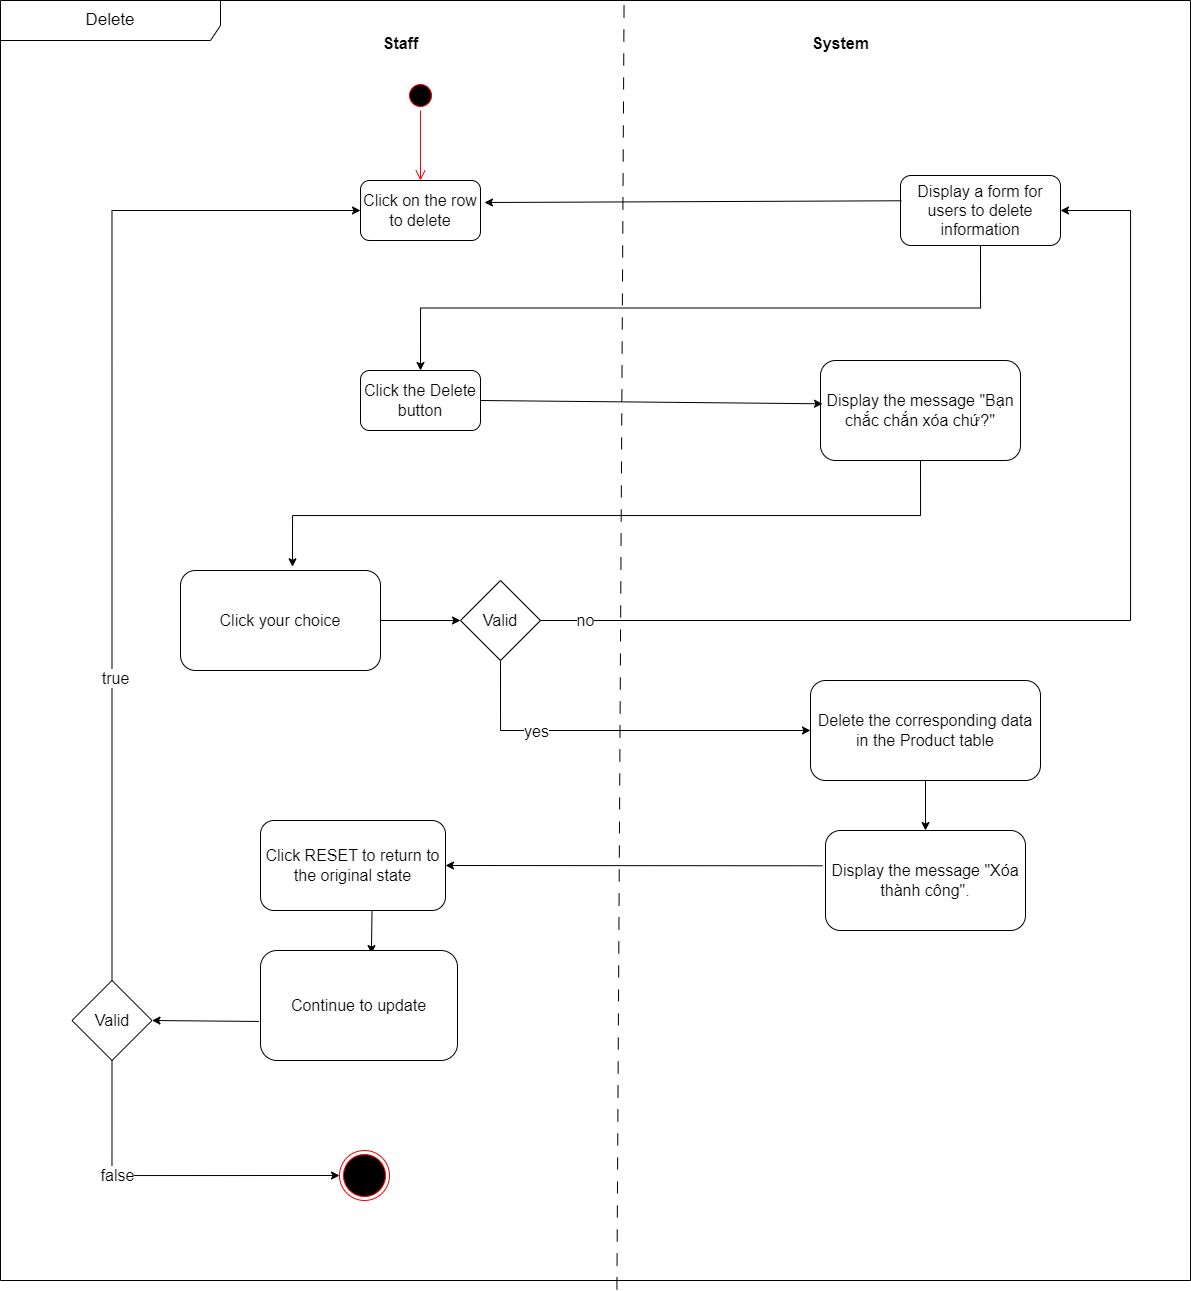 Delete
Staff
System
Click on the row
to delete
Display a form for
users to delete
information
Click the Delete
button
Display the message "Bạn
chắc chắn xóa chứ?"
Click your choice
Valid
no
true
yes
Delete the corresponding data
in the Product table
Click RESET to return to
the original state
Display the message "Xóa
thành công".
Continue to update
Valid
false